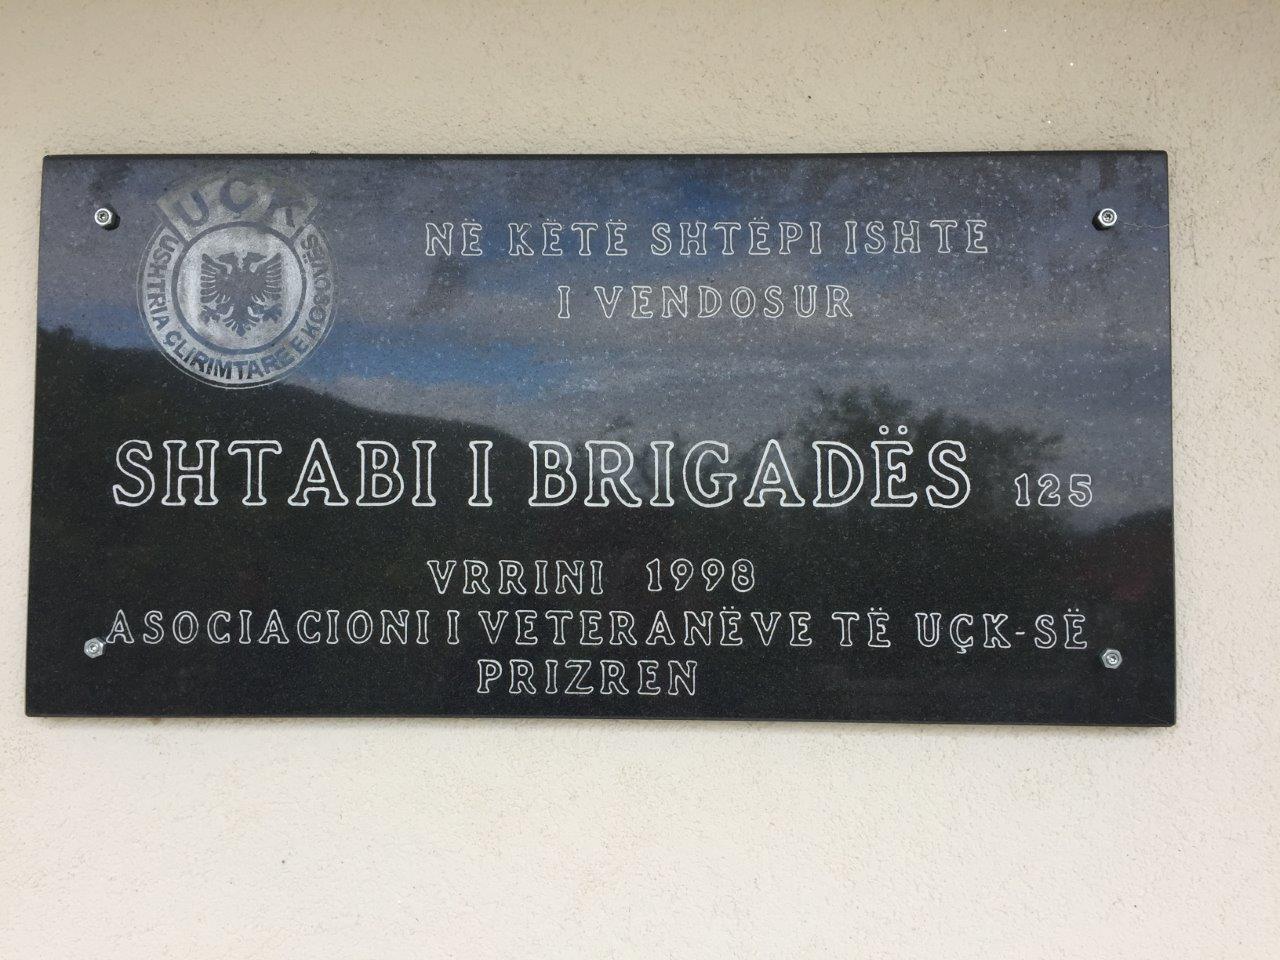 UÇK
USHTRIA ÇLIRIMTARE E KOSOVËS
NË KËTË SHTËPI ISHTE
I VENDOSUR
SHTABI I BRIGADËS 125
VRRINI 1998
ASOCIACIONI I VETERANËVE TË UÇK-SË
PRIZREN